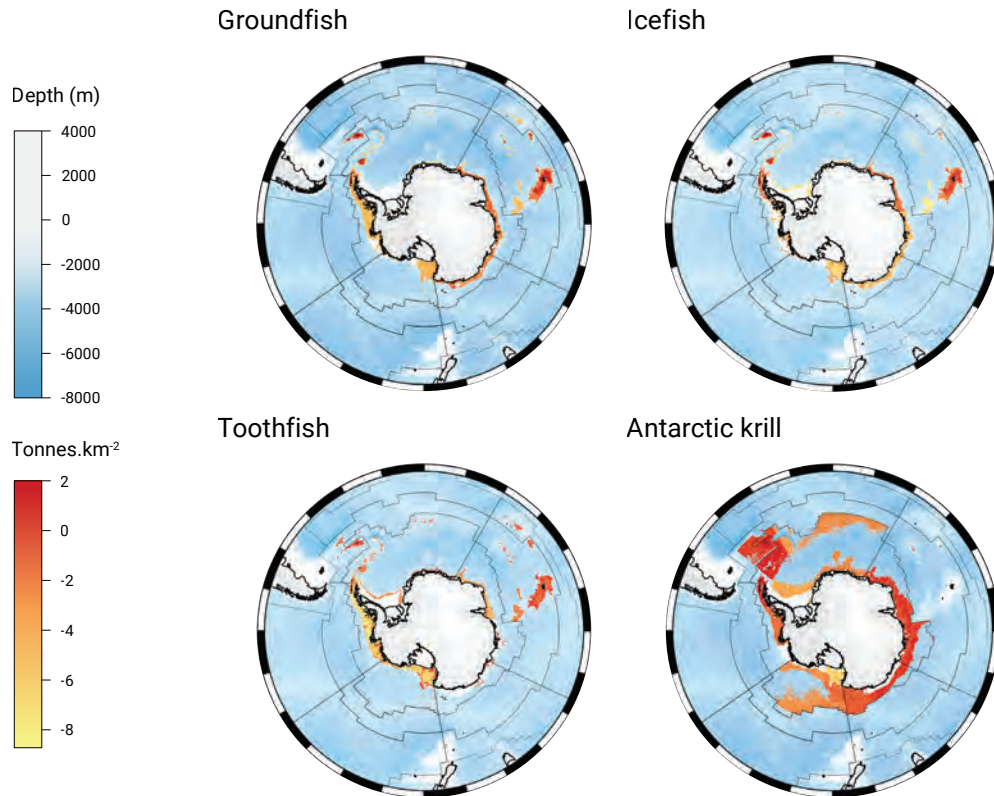 Groundfish
Icefish
Depth (m)
4000
2000
0
-2000
-4000
-6000
-8000
Toothfish
Antarctic krill
Tonnes.km-2
2
0
-2
-4
-6
-8